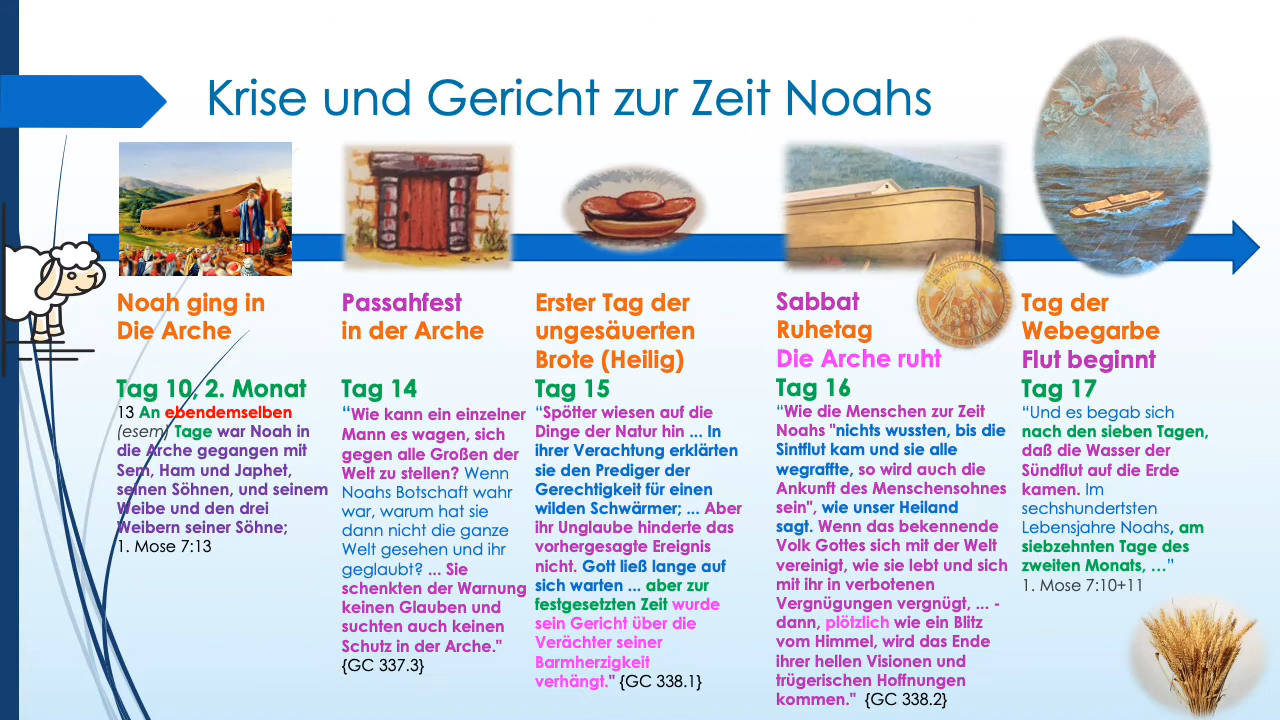 Krise und Gericht zur Zeit Noahs
Noah ging in
Die Arche
Tag 10, 2. Monat
13 An ebendemselben
(esem) Tage war Noah in
die Arche gegangen mit
Sem, Ham und Japhet,
seinen Söhnen, und seinem
Weibe und den drei
Weibern seiner Söhne;
1. Mose 7:13
Passahfest
in der Arche
Tag 14
“Wie kann ein einzelner
Mann es wagen, sich
gegen alle Großen der
Welt zu stellen? Wenn
Noahs Botschaft wahr
war, warum hat sie
dann nicht die ganze
Welt gesehen und ihr
geglaubt? ... Sie
schenkten der Warnung
keinen Glauben und
suchten auch keinen
Schutz in der Arche."
{GC 337.3}
Erster Tag der
ungesäuerten
Brote (Heilig)
Tag 15
“Spötter wiesen auf die
Dinge der Natur hin ... In
ihrer Verachtung erklärten
sie den Prediger der
Gerechtigkeit für einen
wilden Schwärmer; ... Aber
ihr Unglaube hinderte das
vorhergesagte Ereignis
nicht. Gott ließ lange auf
sich warten ... aber zur
festgesetzten Zeit wurde
sein Gericht über die
Verächter seiner
Barmherzigkeit
verhängt." {GC 338.1}
Sabbat
Ruhetag
Die Arche ruht
Tag 16
“Wie die Menschen zur Zeit
Noahs "nichts wussten, bis die
Sintflut kam und sie alle
wegraffte, so wird auch die
Ankunft des Menschensohnes
sein", wie unser Heiland
sagt. Wenn das bekennende
Volk Gottes sich mit der Welt
vereinigt, wie sie lebt und sich
mit ihr in verbotenen
Vergnügungen vergnügt, ... -
dann, plötzlich wie ein Blitz
vom Himmel, wird das Ende
ihrer hellen Visionen und
trügerischen Hoffnungen
kommen." {GC 338.2}
Tag der
Webegarbe
Flut beginnt
Tag 17
“Und es begab sich
nach den sieben Tagen,
daß die Wasser der
Sündflut auf die Erde
kamen. Im
sechshundertsten
Lebensjahre Noahs, am
siebzehnten Tage des
zweiten Monats, …”
1. Mose 7:10+11